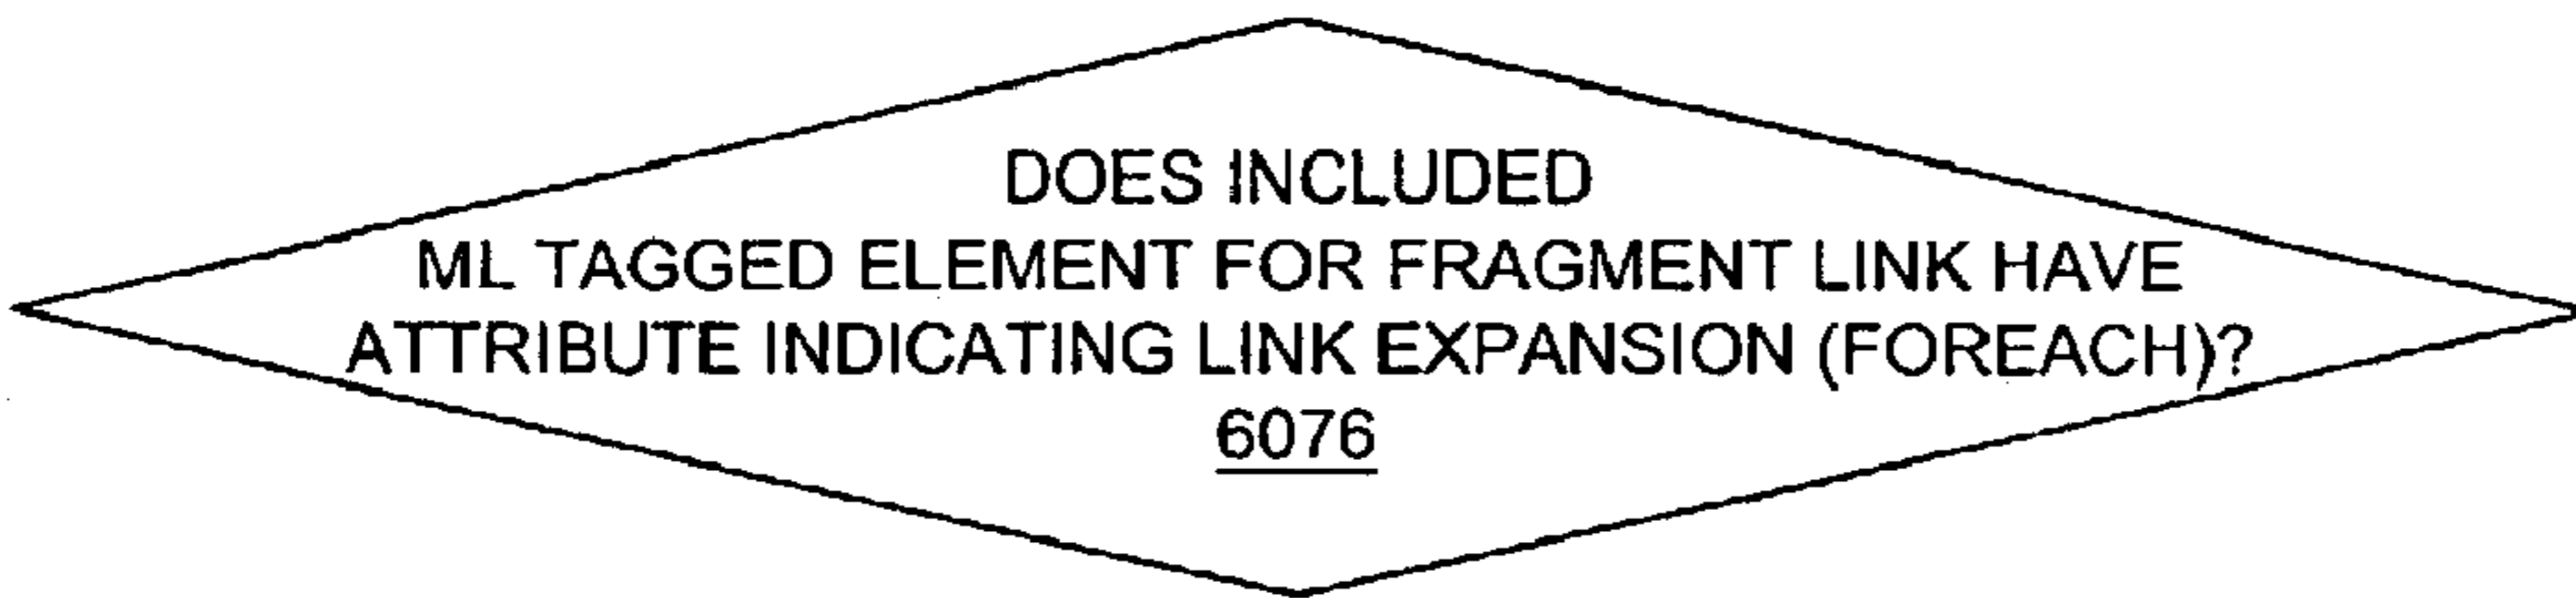 DOES INCLUDED
ML TAGGED ELEMENT FOR FRAGMENT LINK HAVE
ATTRIBUTE INDICATING LINK EXPANSION (FOREACH)?
6076